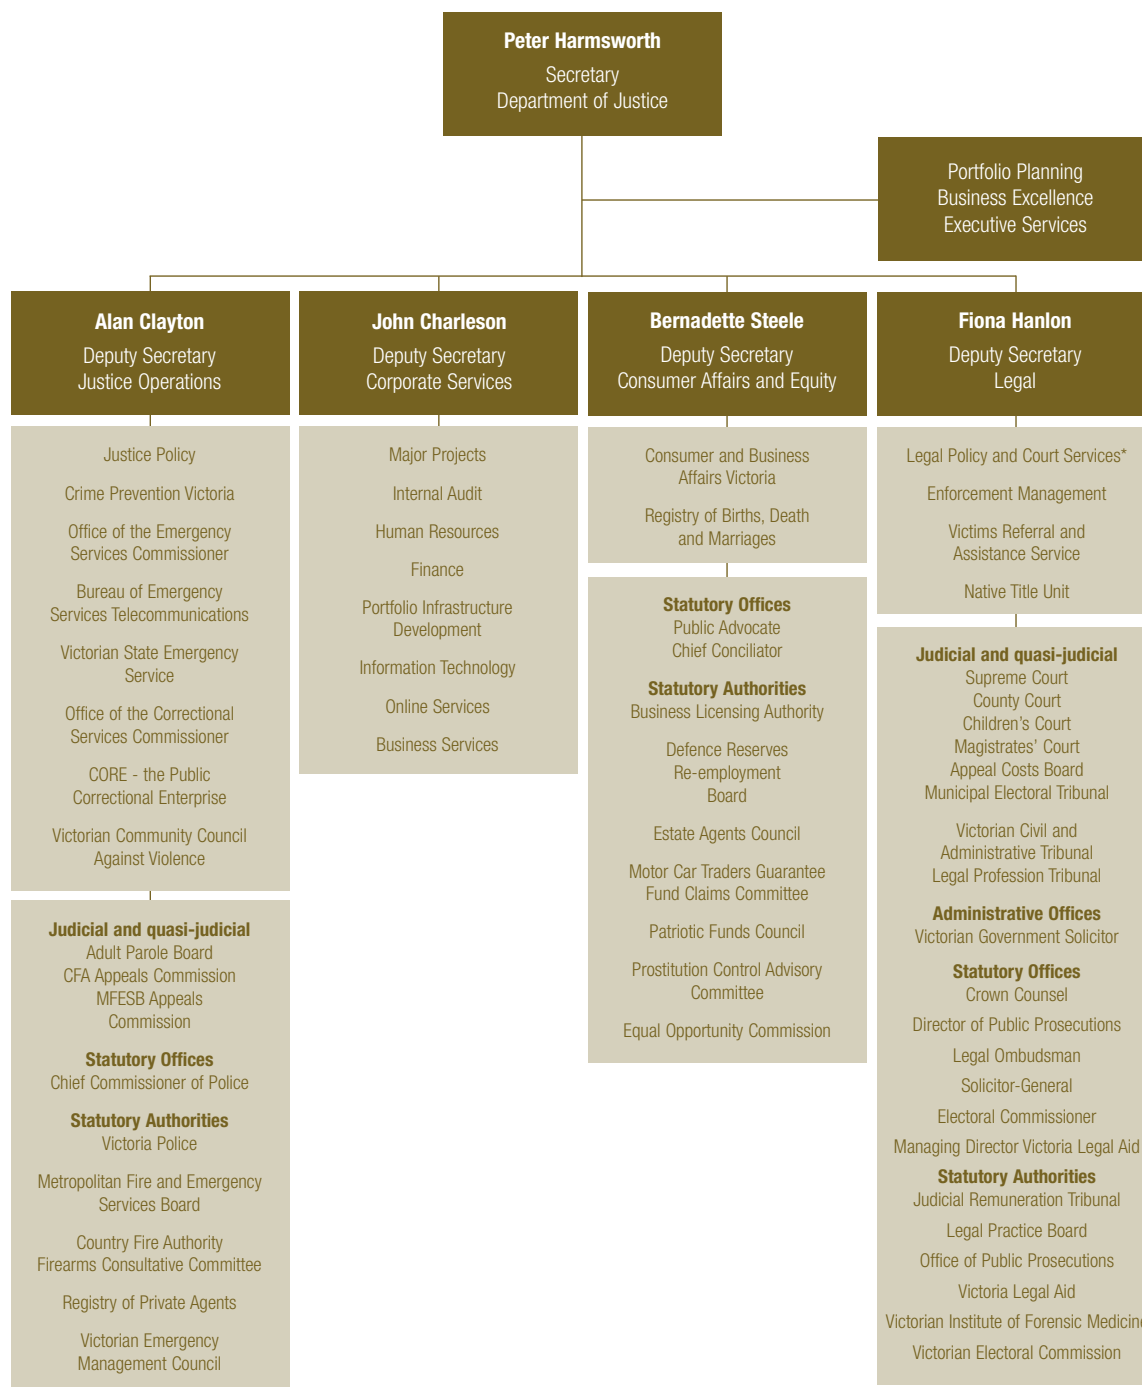 Peter Harmsworth
Secretary
Department of Justice
Portfolio Planning
Business Excellence
Executive Services
Alan Clayton
Deputy Secretary
Justice Operations
Justice Policy
Crime Prevention Victoria
Office of the Emergency
Services Commissioner
Bureau of Emergency
Services Telecommunications
Victorian State Emergency
Service
Office of the Correctional
Services Commissioner
CORE - the Public
Correctional Enterprise
Victorian Community Council
Against Violence
Judicial and quasi-judicial
Adult Parole Board
CFA Appeals Commission
MFESB Appeals
Commission
Statutory Offices
Chief Commissioner of Police
Statutory Authorities
Victoria Police
Metropolitan Fire and Emergency
Services Board
Country Fire Authority
Firearms Consultative Committee
Registry of Private Agents
Victorian Emergency
Management Council
John Charleson
Deputy Secretary
Corporate Services
Major Projects
Internal Audit
Human Resources
Finance
Portfolio Infrastructure
Development
Information Technology
Online Services
Business Services
Bernadette Steele
Deputy Secretary
Consumer Affairs and Equity
Consumer and Business
Affairs Victoria
Registry of Births, Death
and Marriages
Statutory Offices
Public Advocate
Chief Conciliator
Statutory Authorities
Business Licensing Authority
Defence Reserves
Re-employment
Board
Estate Agents Council
Motor Car Traders Guarantee
Fund Claims Committee
Patriotic Funds Council
Prostitution Control Advisory
Committee
Equal Opportunity Commission
Fiona Hanlon
Deputy Secretary
Legal
Legal Policy and Court Services*
Enforcement Management
Victims Referral and
Assistance Service
Native Title Unit
Judicial and quasi-judicial
Supreme Court
County Court
Children's Court
Magistrates' Court
Appeal Costs Board
Municipal Electoral Tribunal
Victorian Civil and
Administrative Tribunal
Legal Profession Tribunal
Administrative Offices
Victorian Government Solicitor
Statutory Offices
Crown Counsel
Director of Public Prosecutions
Legal Ombudsman
Solicitor-General
Electoral Commissioner
Managing Director Victoria Legal Aid
Statutory Authorities
Judicial Remuneration Tribunal
Legal Practice Board
Office of Public Prosecutions
Victoria Legal Aid
Victorian Institute of Forensic Medicine
Victorian Electoral Commission